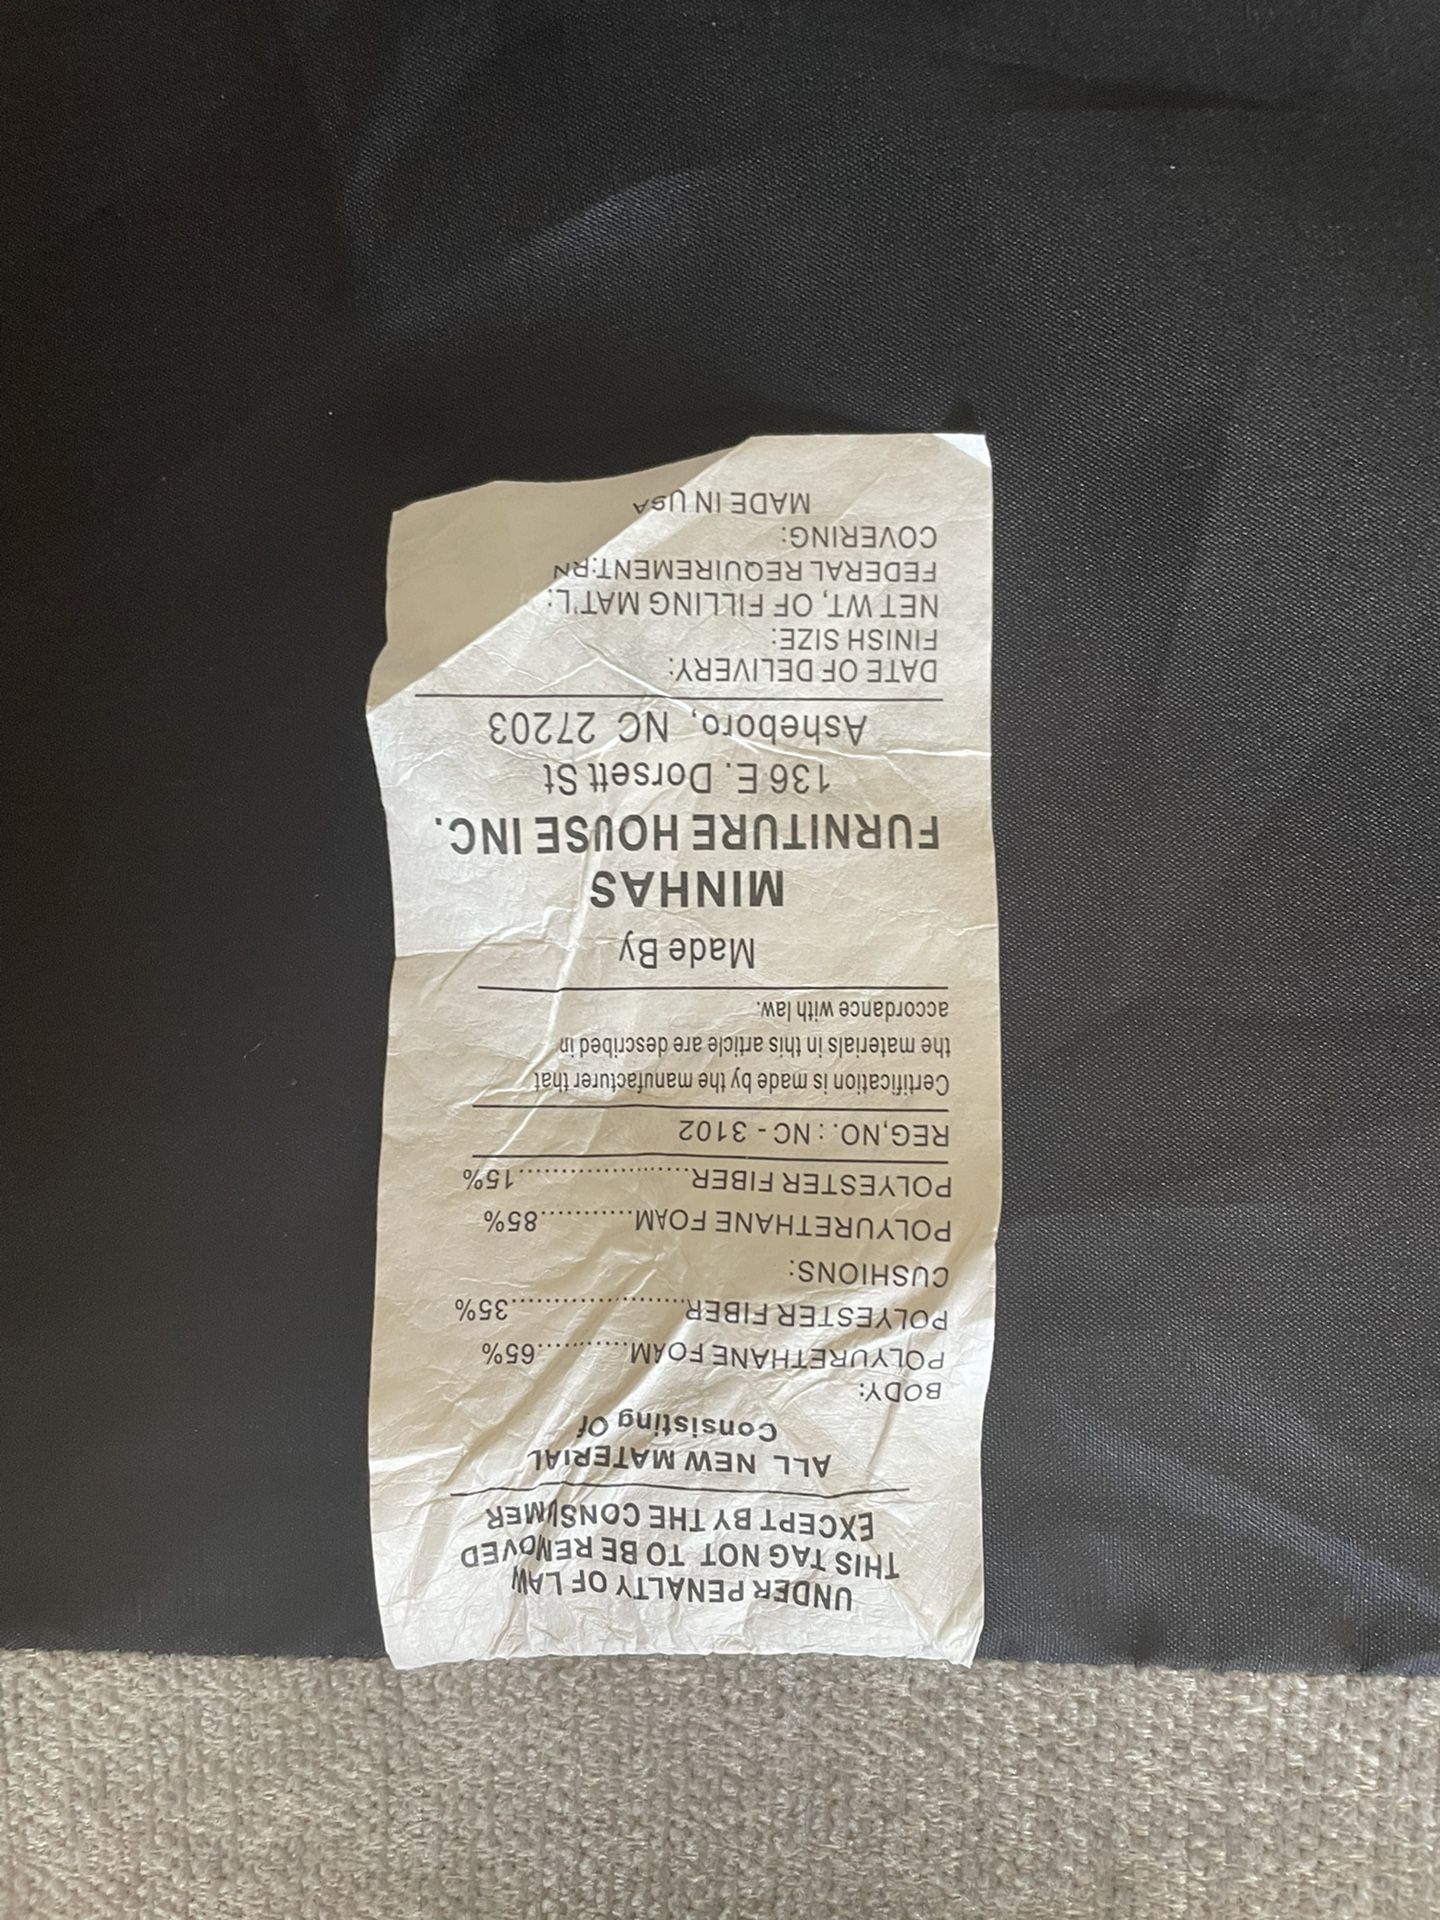 UNDER PENALTY OF LAW
THIS TAG NOT TO BE REMOVED
EXCEPT BY THE CONSUMER
ALL NEW MATERIAL
Consisting Of
BODY:
POLYURETHANE FOAM...........65%
POLYESTER FIBER....................35%
CUSHIONS:
POLYURETHANE FOAM...........85%
POLYESTER FIBER....................15%
REG,NO. : NC - 3102
Certification is made by the manufacturer that
the materials in this article are described in
accordance with law.
Made By
MINHAS
FURNITURE HOUSE INC.
136 E. Dorsett St
Asheboro, NC 27203
DATE OF DELIVERY:
FINISH SIZE:
NET WT, OF FILLING MAT'L:
FEDERAL REQUIREMENT:RN
COVERING:
MADE IN USA